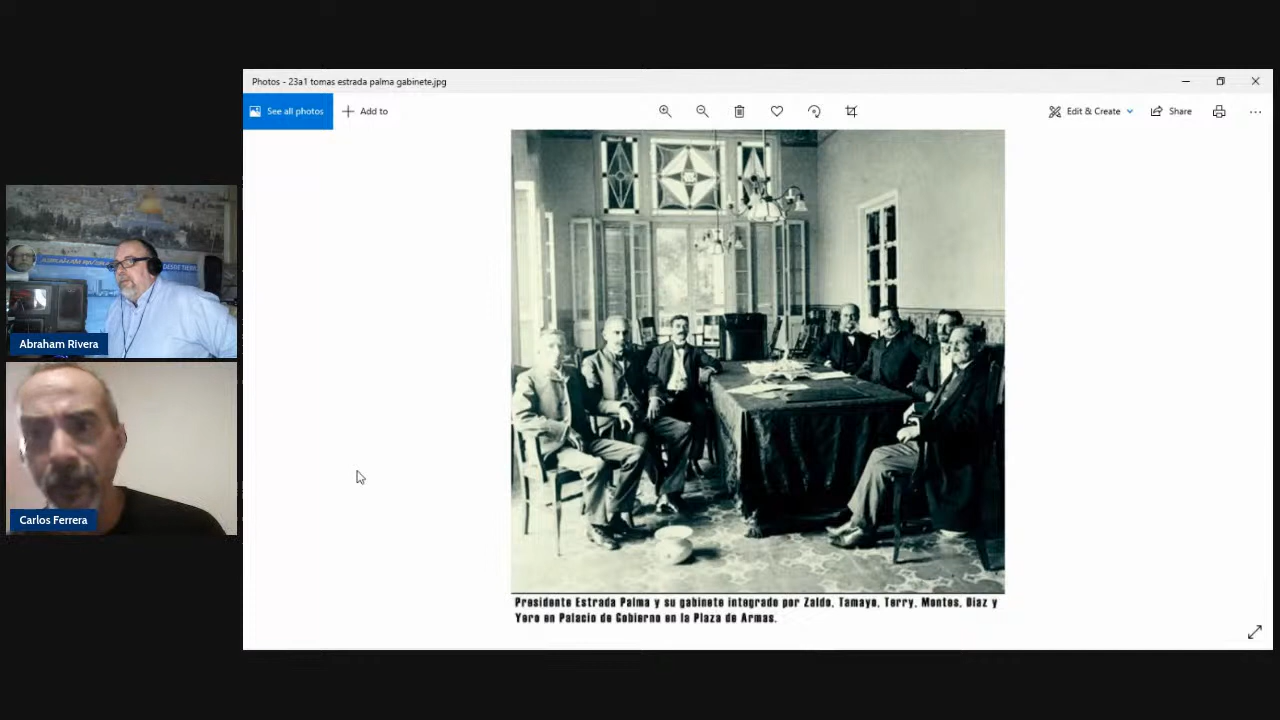 Photos - 23a1 tomas estrada palma gabinete.jpg
See all photos
Add to
Edit & Create
Share
DESDE TIERR
Abraham Rivera
Carlos Ferrera
Presidente Estrada Palma y su gabinete integrado por Zaldo, Tamayo, Terry, Montes, Diaz y
Yero en Palacio de Gobierno en la Plaza de Armas.